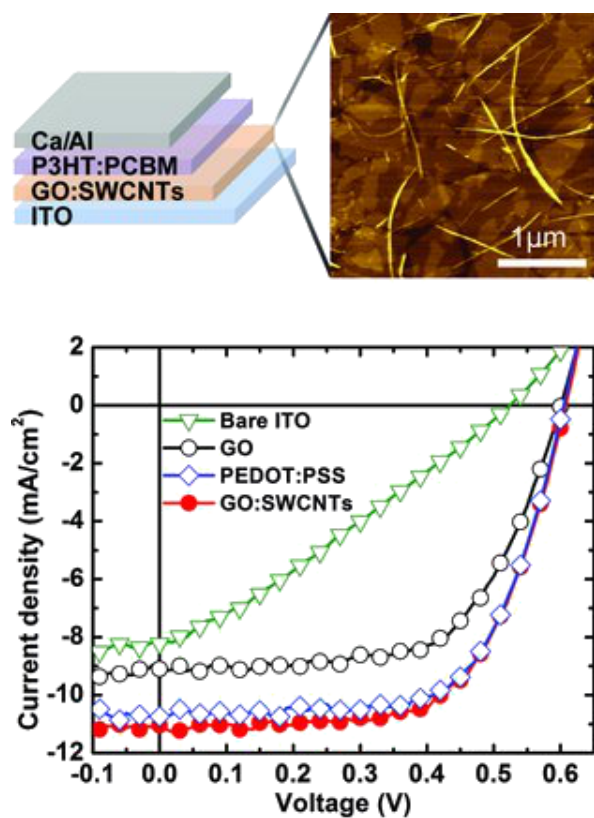 Ca/Al
P3HT:PCBM
GO:SWCNTs
ITO
1μm
2
0
-2
-4
-6
-8
-10
-12
Current density (mA/cm²)
Bare ITO
GO
PEDOT:PSS
GO:SWCNTs
-0.1 0.0 0.1 0.2 0.3 0.4 0.5 0.6
Voltage (V)